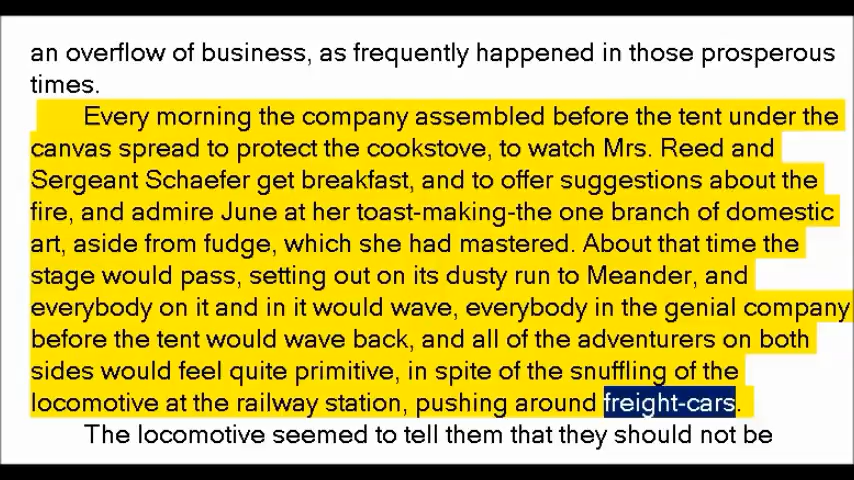 an overflow of business, as frequently happened in those prosperous
times.
Every morning the company assembled before the tent under the
canvas spread to protect the cookstove, to watch Mrs. Reed and
Sergeant Schaefer get breakfast, and to offer suggestions about the
fire, and admire June at her toast-making-the one branch of domestic
art, aside from fudge, which she had mastered. About that time the
stage would pass, setting out on its dusty run to Meander, and
everybody on it and in it would wave, everybody in the genial company
before the tent would wave back, and all of the adventurers on both
sides would feel quite primitive, in spite of the snuffling of the
locomotive at the railway station, pushing around freight-cars.
The locomotive seemed to tell them that they should not be